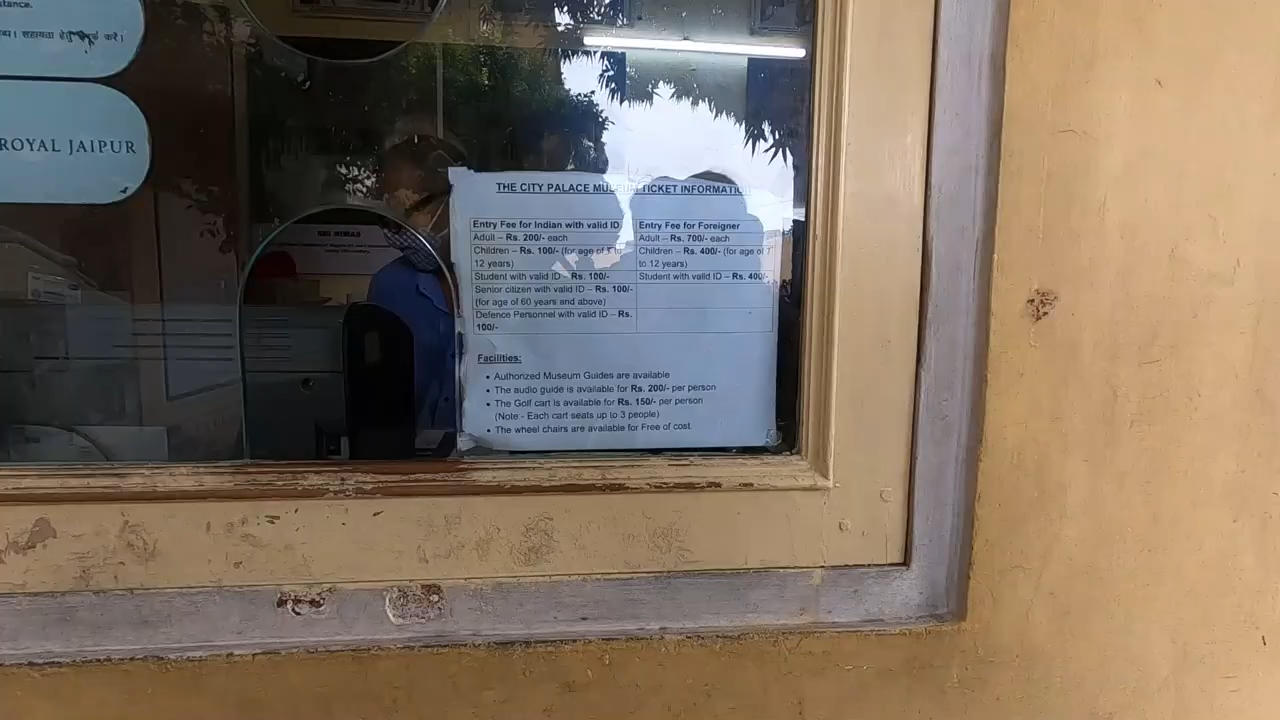 stance.
सहायता हेतु
करें।
ROYAL JAIPUR
THE CITY PALACE MUSEUM TICKET INFORMATION
Entry Fee for Indian with valid ID
Entry Fee for Foreigner
Adult – Rs. 200/- each
Adult – Rs. 700/- each
Children – Rs. 100/- (for age of to
12 years)
Children – Rs. 400/- (for age of
to 12 years)
Student with valid ID – Rs. 100/-
Student with valid ID – Rs. 400/-
Senior citizen with valid ID – Rs. 100/-
(for age of 60 years and above)
Defence Personnel with valid ID – Rs.
100/-
Facilities:
• Authorized Museum Guides are available
• The audio guide is available for Rs. 200/- per person
• The Golf cart is available for Rs. 150/- per person
(Note - Each cart seats up to 3 people)
• The wheel chairs are available for Free of cost.